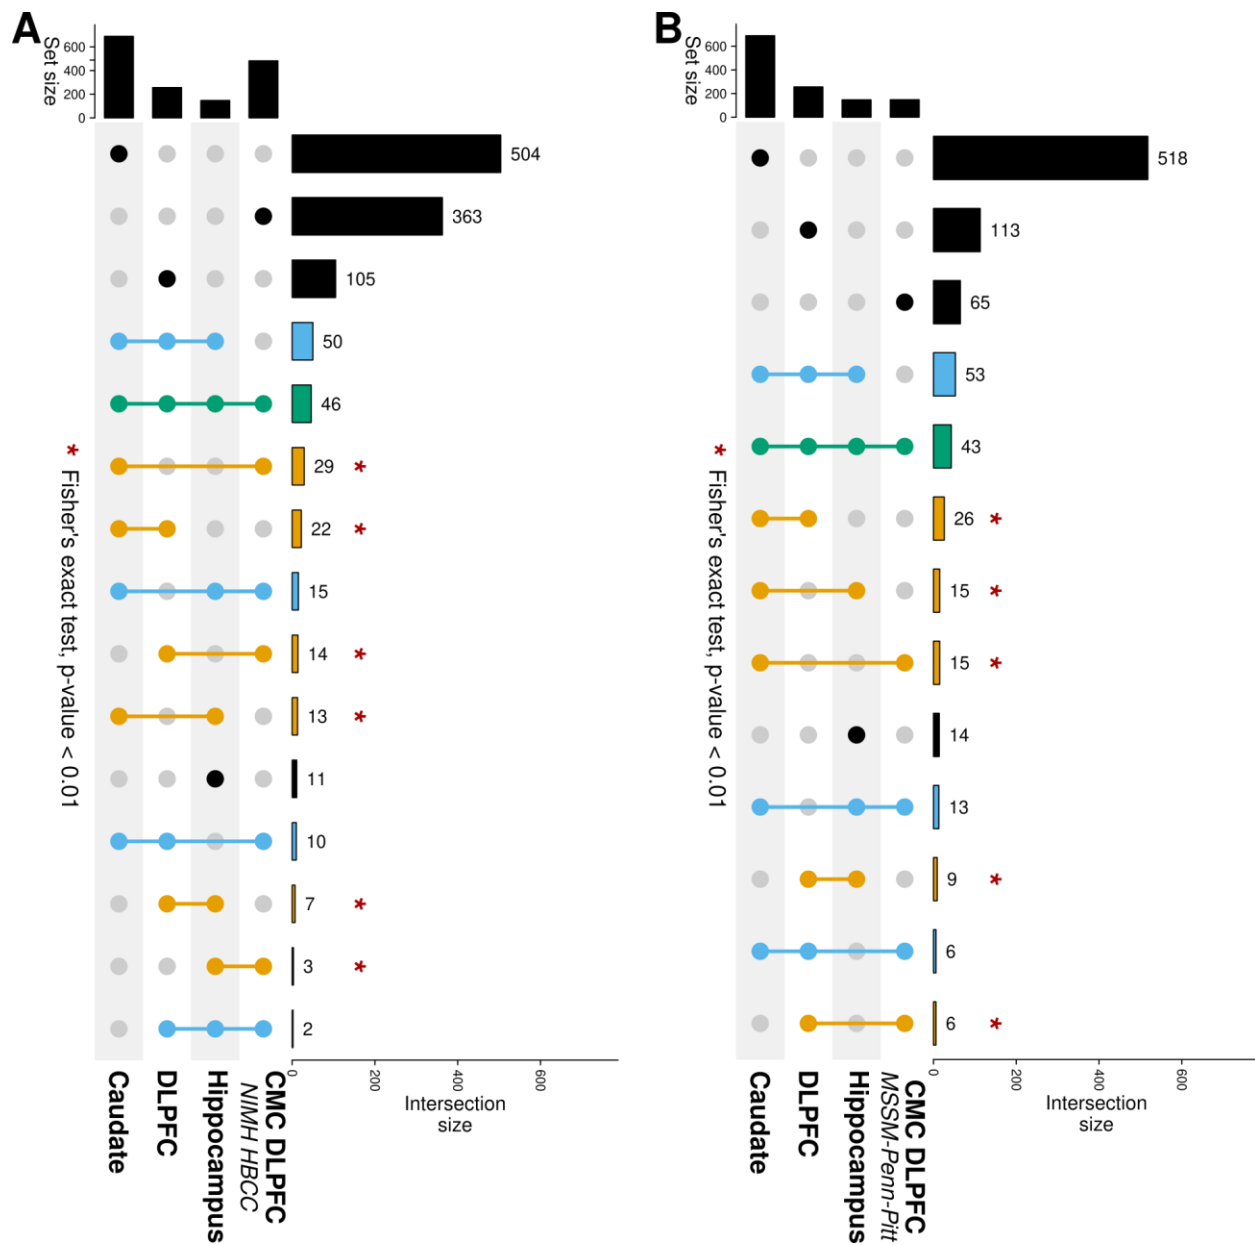 A
Set size
600
400
200
0
504
363
105
50
46
29 *
22 *
15
14 *
13 *
11
10
7 *
3 *
2
* Fisher's exact test, p-value < 0.01
0
200
400
600
Intersection
size
Caudate
DLPFC
Hippocampus
CMC DLPFC
NIMH HBCC
B
Set size
600
400
200
0
518
113
65
53
43
26 *
15 *
15 *
14
13
9 *
6
6 *
* Fisher's exact test, p-value < 0.01
0
200
400
600
Intersection
size
Caudate
DLPFC
Hippocampus
CMC DLPFC
MSSM-Penn-Pitt